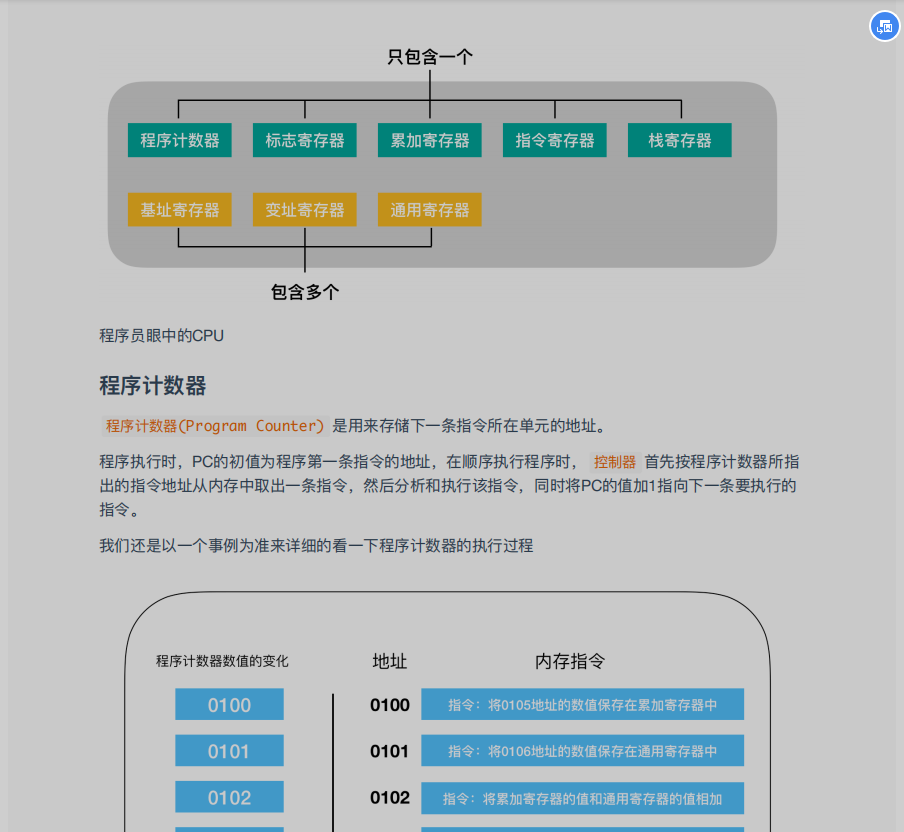 只包含一个
程序计数器 标志寄存器 累加寄存器 指令寄存器 栈寄存器
基址寄存器 变址寄存器 通用寄存器
包含多个
程序员眼中的CPU
程序计数器
程序计数器(Program Counter) 是用来存储下一条指令所在单元的地址。
程序执行时，PC的初值为程序第一条指令的地址，在顺序执行程序时， 控制器 首先按程序计数器所指
出的指令地址从内存中取出一条指令，然后分析和执行该指令，同时将PC的值加1指向下一条要执行的
指令。
我们还是以一个事例为准来详细的看一下程序计数器的执行过程
程序计数器数值的变化 地址 内存指令
0100 0100 指令：将0105地址的数值保存在累加寄存器中
0101 0101 指令：将0106地址的数值保存在通用寄存器中
0102 0102 指令：将累加寄存器的值和通用寄存器的值相加